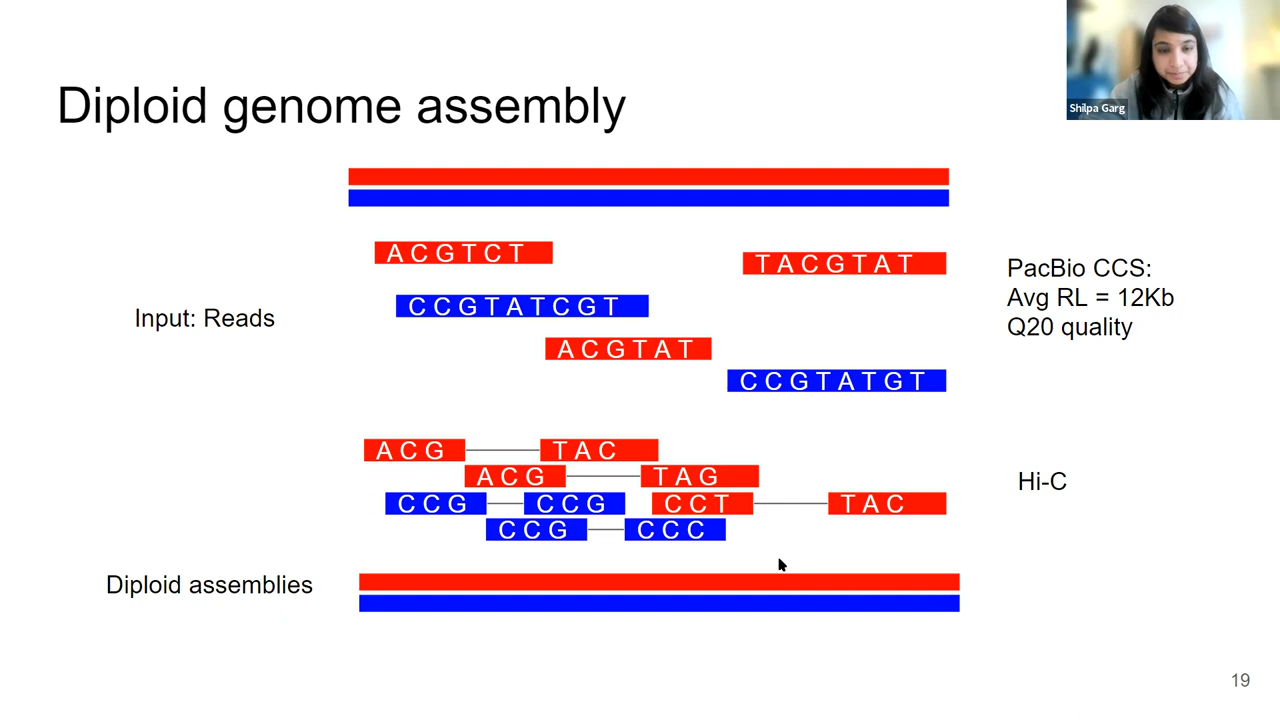 Shilpa Garg
Diploid genome assembly
ACGTCT
TACGTAT
PacBio CCS:
Avg RL = 12Kb
Q20 quality
Input: Reads
CCGTATCGT
ACGTAT
CCGTATGT
ACG TAC
ACG TAG
CCG CCG CCT TAC
CCG CCC
Hi-C
Diploid assemblies
19